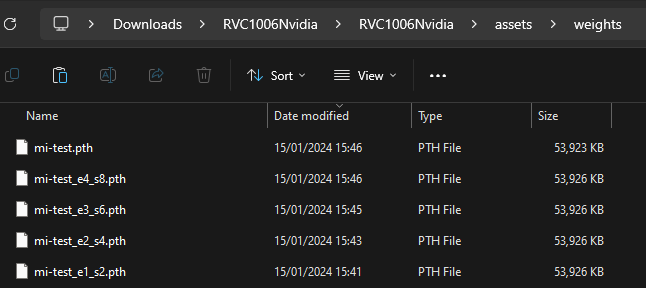 Downloads > RVC1006Nvidia > RVC1006Nvidia > assets > weights
Sort View
Name Date modified Type Size
mi-test.pth 15/01/2024 15:46 PTH File 53,923 KB
mi-test_e4_s8.pth 15/01/2024 15:46 PTH File 53,926 KB
mi-test_e3_s6.pth 15/01/2024 15:45 PTH File 53,926 KB
mi-test_e2_s4.pth 15/01/2024 15:43 PTH File 53,926 KB
mi-test_e1_s2.pth 15/01/2024 15:41 PTH File 53,926 KB